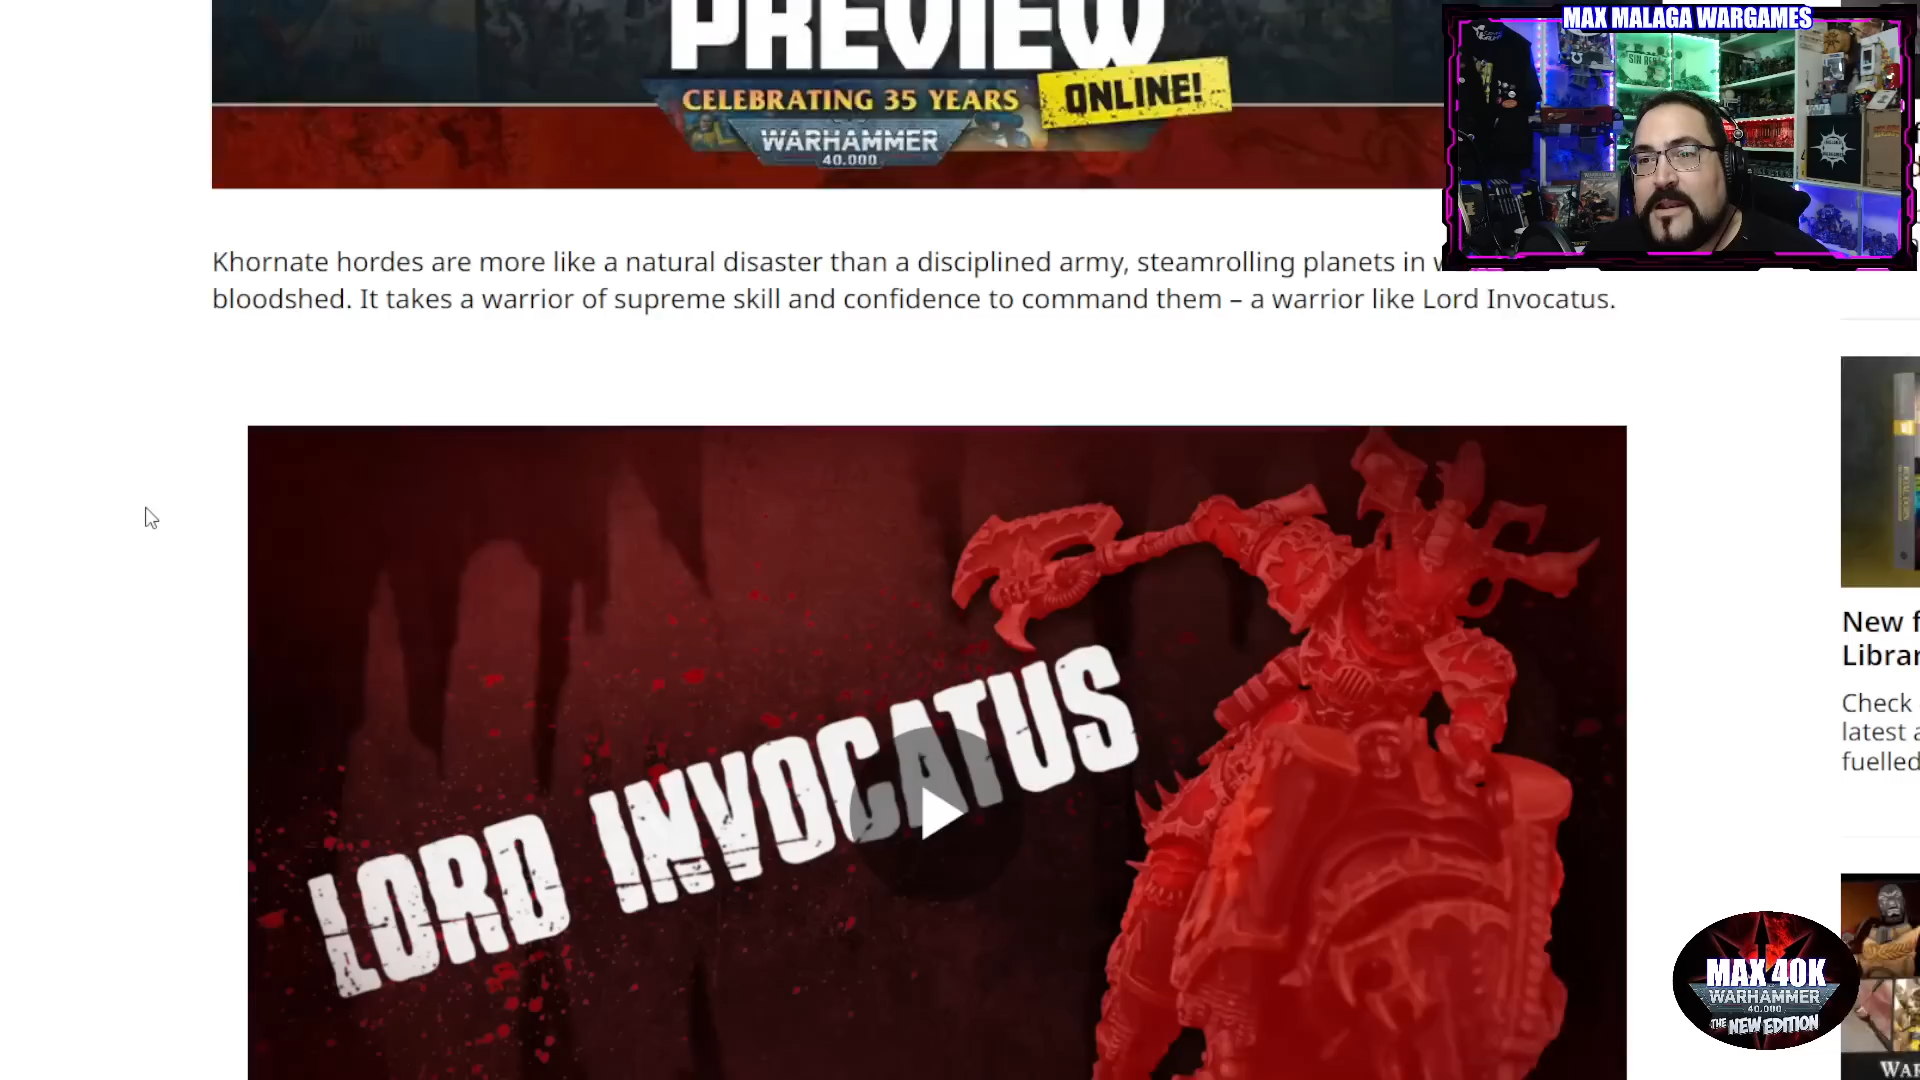 PREVIEW
MAX MALAGA WARGAMES
ONLINE!
CELEBRATING 35 YEARS
WARHAMMER
40.000
Khornate hordes are more like a natural disaster than a disciplined army, steamrolling planets in
bloodshed. It takes a warrior of supreme skill and confidence to command them – a warrior like Lord Invocatus.
LORD INVOCATUS
New
Check
latest
fuelled
MAX 40K
WARHAMMER
40.000
THE NEW EDITION